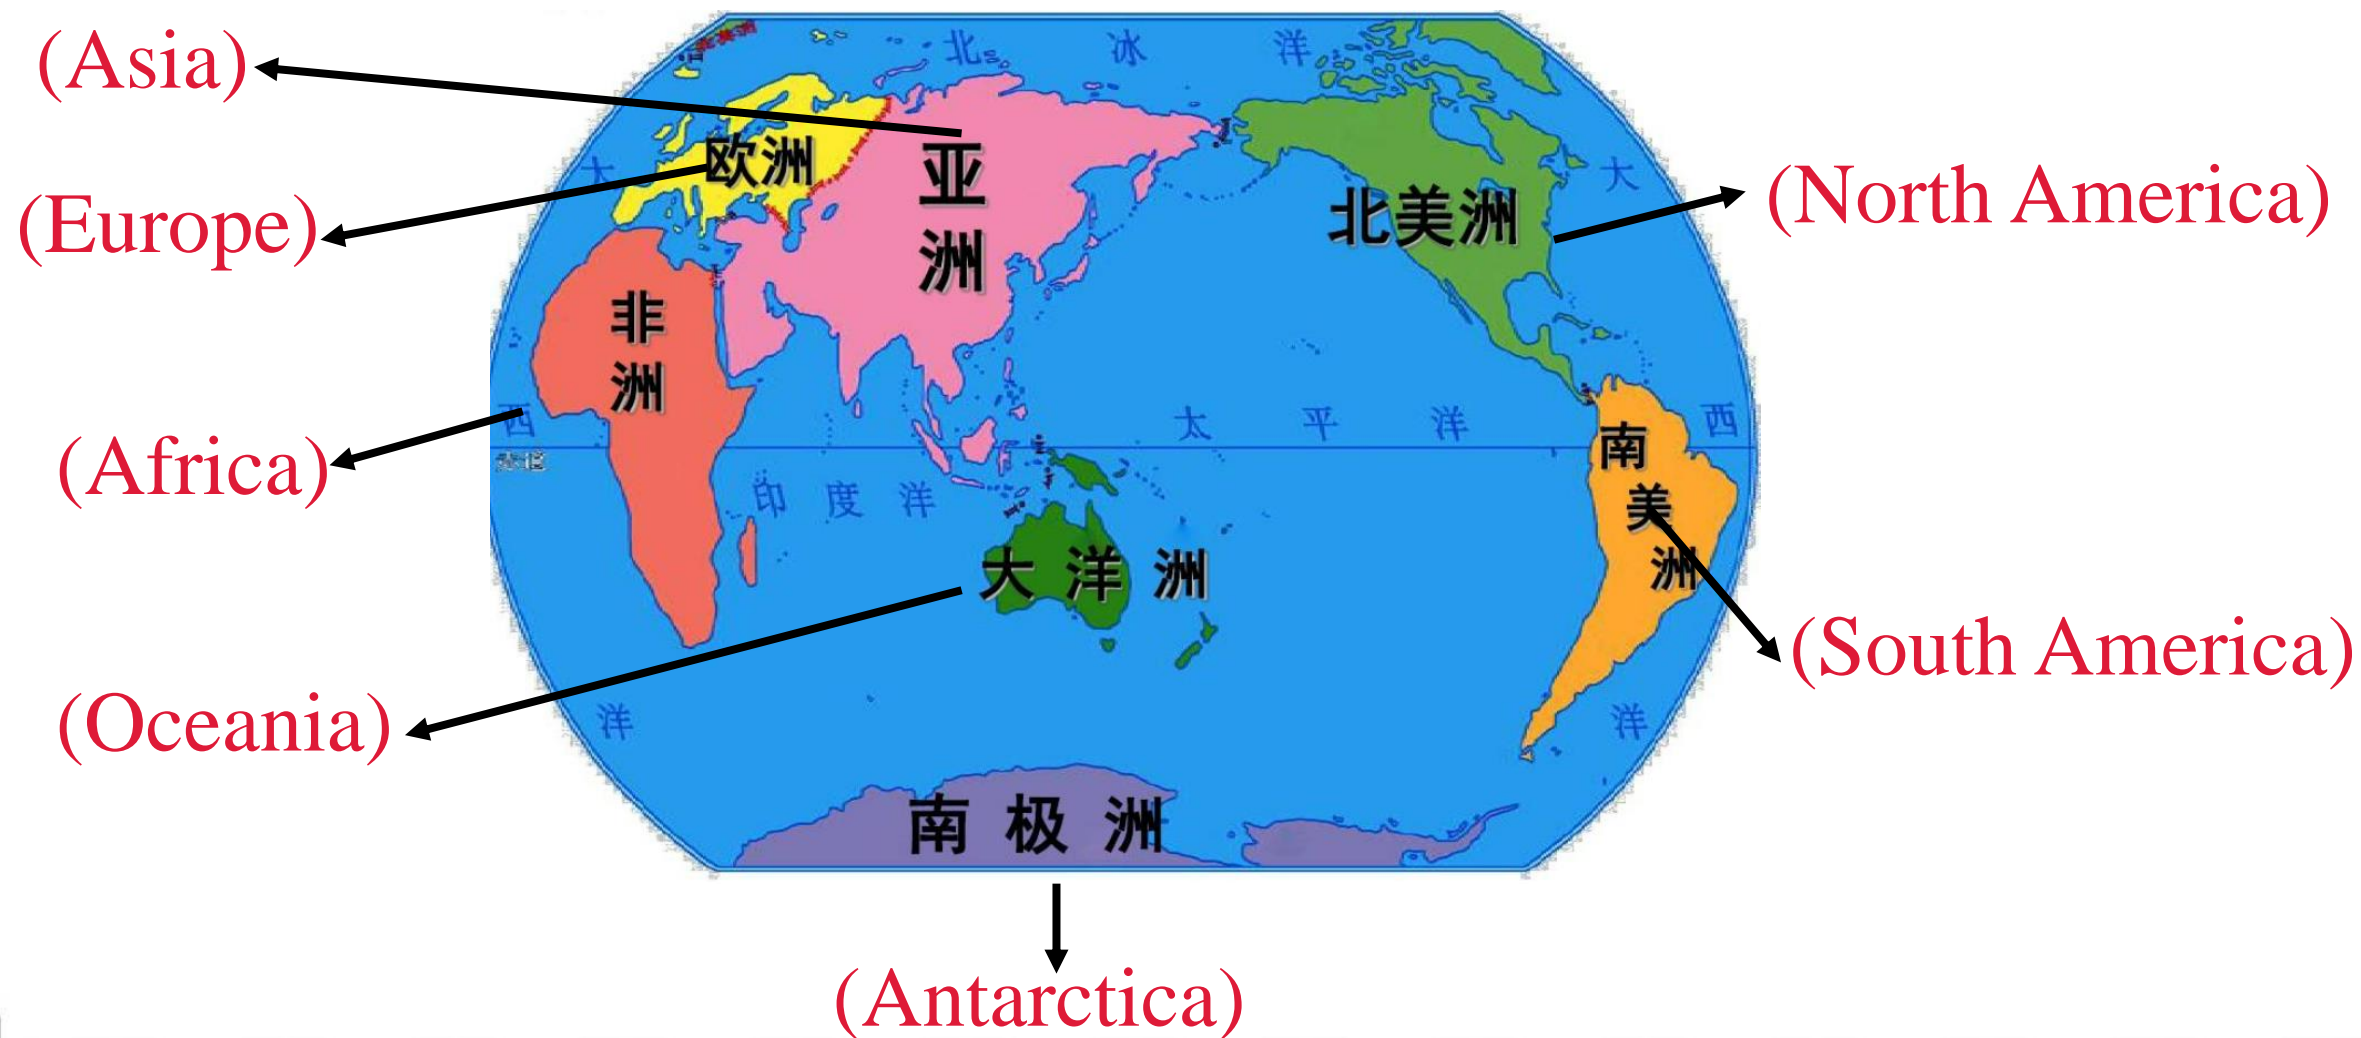 (Asia)
(Europe)
(Africa)
(Oceania)
(North America)
(South America)
(Antarctica)
北 冰 洋
欧洲
亚
洲
北美洲
非
洲
大
西
洋
赤道
印 度 洋
太 平 洋
大 洋 洲
南
美
洲
大
西
洋
南 极 洲